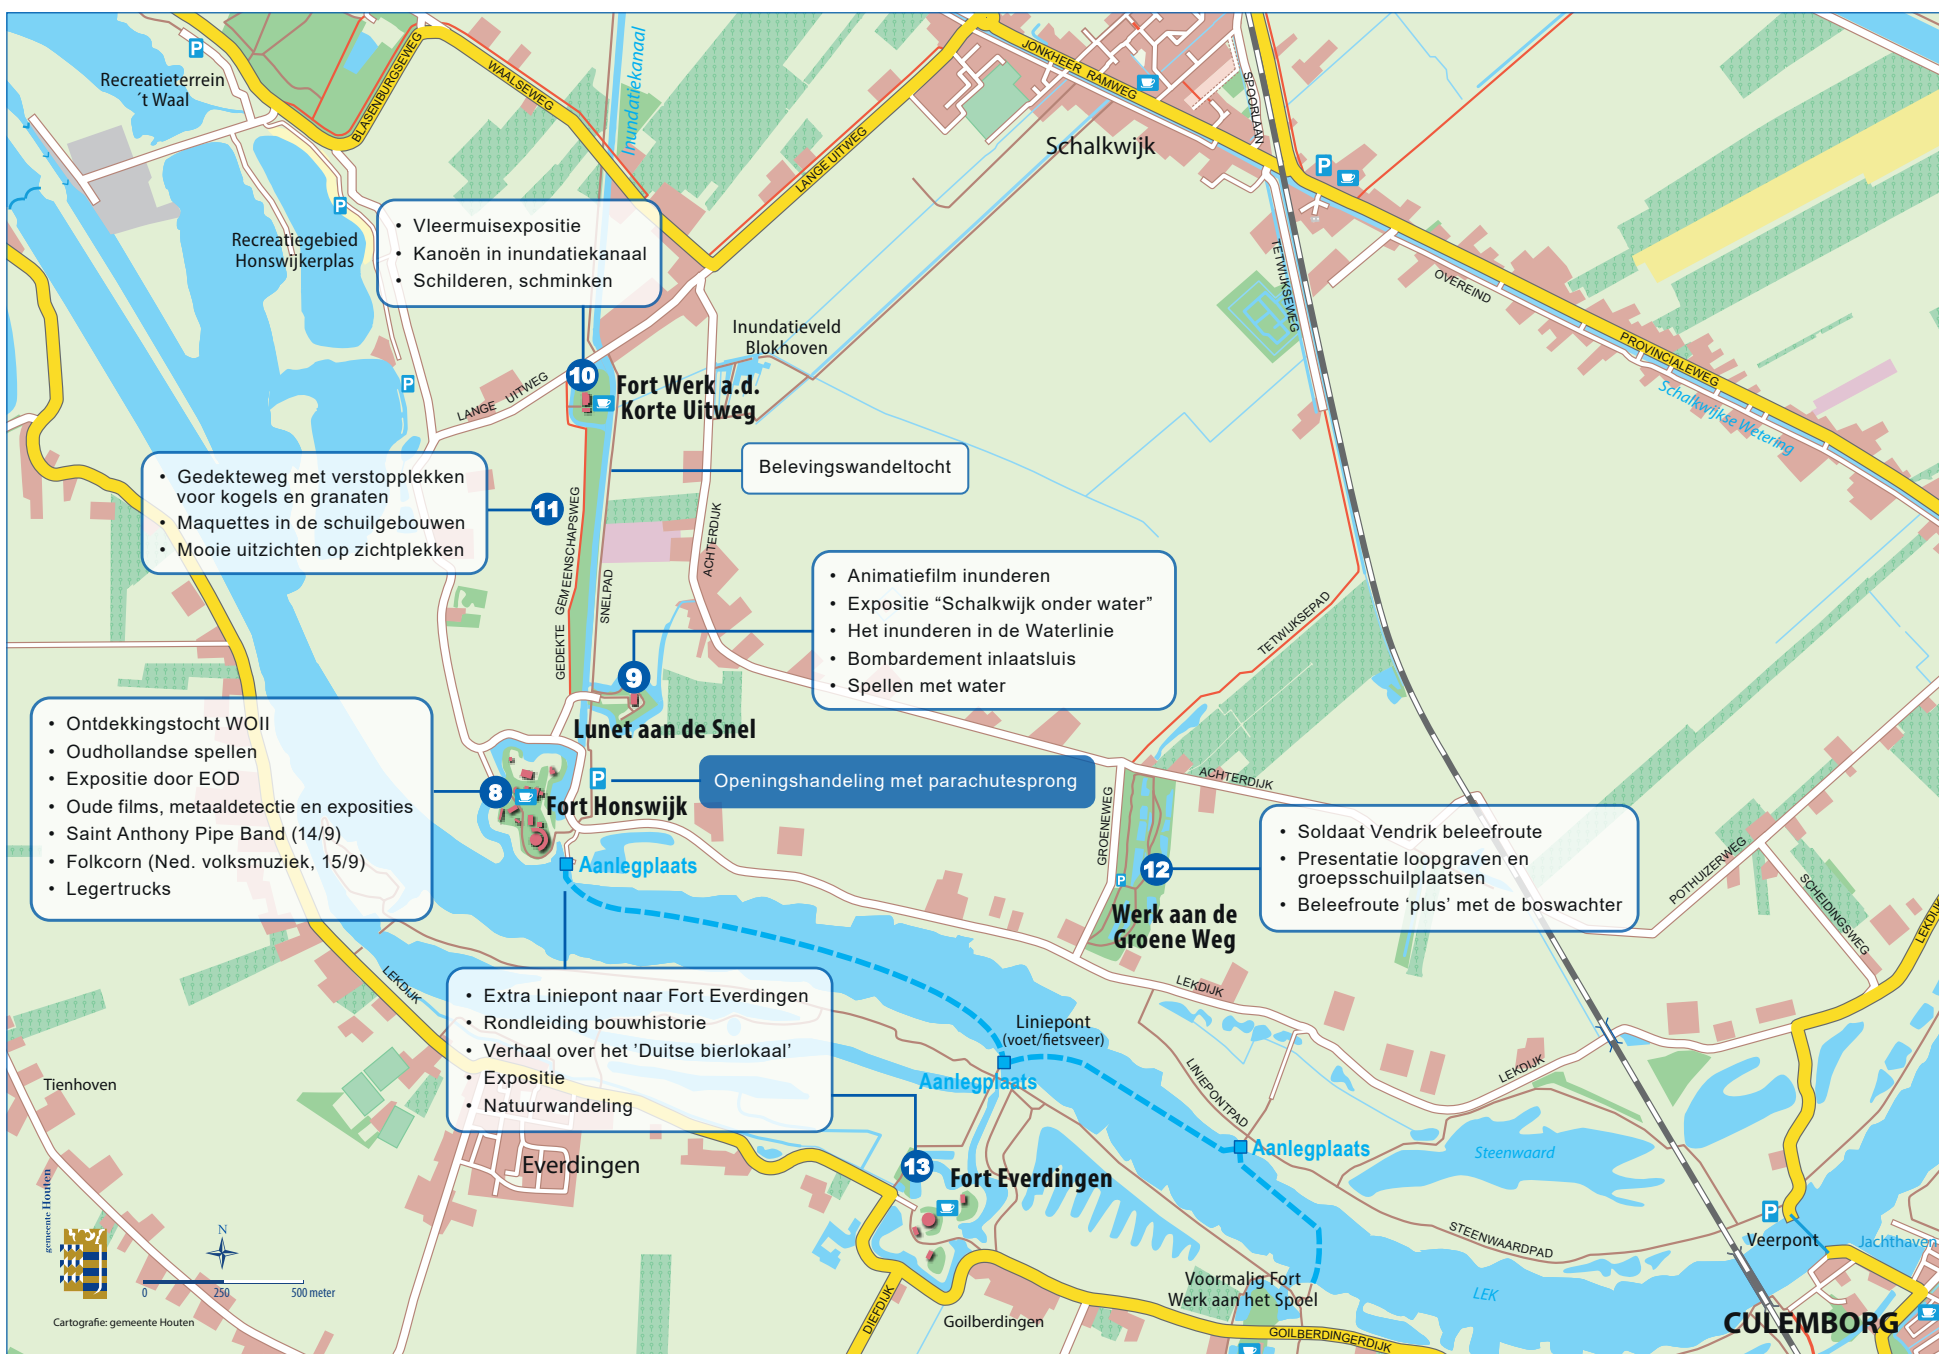 Recreatieterrein
't Waal
P
BLASENBURGSEWEG
WAALSEWEG
Inundatiekanaal
JONKHEER RAMWEG
SPOORLAAN
LANGE UITWEG
Schalkwijk
P
P
Recreatiegebied
Honswijkerplas
• Vleermuisexpositie
• Kanoën in inundatiekanaal
• Schilderen, schminken
TETWIJKSEWEG
OVEREIND
PROVINCIALEWEG
Schalkwijkse Wetering
Inundatieveld
Blokhoven
P
LANGE UITWEG
10
Fort Werk a.d.
Korte Uitweg
Belevingswandeltocht
• Gedekteweg met verstopplekken
voor kogels en granaten
• Maquettes in de schuilgebouwen
• Mooie uitzichten op zichtplekken
11
GEDEKTE GEMEENSCHAPSWEG
SNELPAD
ACHTERDIJK
• Animatiefilm inunderen
• Expositie “Schalkwijk onder water”
• Het inunderen in de Waterlinie
• Bombardement inlaatsluis
• Spellen met water
TETWIJKSEPAD
9
Lunet aan de Snel
• Ontdekkingstocht WOII
• Oudhollandse spellen
• Expositie door EOD
• Oude films, metaaldetectie en exposities
• Saint Anthony Pipe Band (14/9)
• Folkcorn (Ned. volksmuziek, 15/9)
• Legertrucks
P
Openingshandeling met parachutesprong
8
Fort Honswijk
ACHTERDIJK
GROENEWEG
• Soldaat Vendrik beleefroute
• Presentatie loopgraven en
groepsschuilplaatsen
• Beleefroute ‘plus’ met de boswachter
POTHUIZERWEG
SCHEIDINGSWEG
LEKDIJK
Aanlegplaats
12
P
Werk aan de
Groene Weg
LEKDIJK
LEKDIJK
• Extra Liniepont naar Fort Everdingen
• Rondleiding bouwhistorie
• Verhaal over het ’Duitse bierlokaal’
• Expositie
• Natuurwandeling
Liniepont
(voet/fietsveer)
Aanlegplaats
LINIEPONTPAD
LEKDIJK
Tienhoven
Aanlegplaats
Steenwaard
Everdingen
13
Fort Everdingen
gemeente Houten
N
0 250 500 meter
Cartografie: gemeente Houten
STEENWAARDPAD
P
Veerpont
Jachthaven
Voormalig Fort
Werk aan het Spoel
LEK
DIEFDIJK
Goilberdingen
GOILBERDINGERDIJK
CULEMBORG